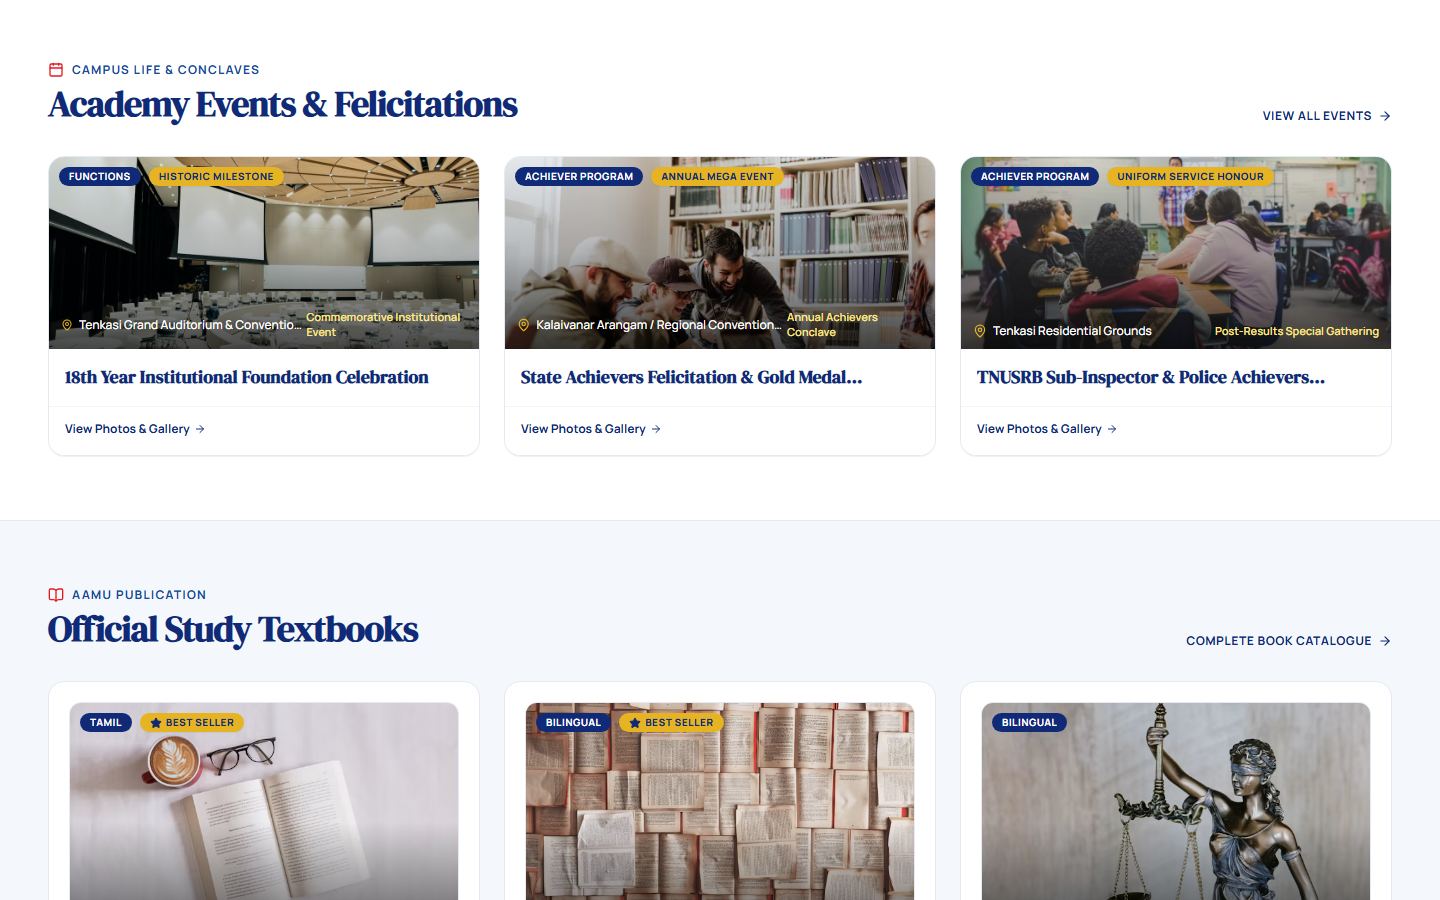 CAMPUS LIFE & CONCLAVES
Academy Events & Felicitations
VIEW ALL EVENTS
FUNCTIONS
HISTORIC MILESTONE
Tenkasi Grand Auditorium & Conventio...
Commemorative Institutional
Event
18th Year Institutional Foundation Celebration
View Photos & Gallery
ACHIEVER PROGRAM
ANNUAL MEGA EVENT
Kalaivanar Arangam / Regional Convention...
Annual Achievers
Conclave
State Achievers Felicitation & Gold Medal...
View Photos & Gallery
ACHIEVER PROGRAM
UNIFORM SERVICE HONOUR
Tenkasi Residential Grounds
Post-Results Special Gathering
TNUSRB Sub-Inspector & Police Achievers...
View Photos & Gallery
AAMU PUBLICATION
Official Study Textbooks
COMPLETE BOOK CATALOGUE
TAMIL
BEST SELLER
BILINGUAL
BEST SELLER
BILINGUAL